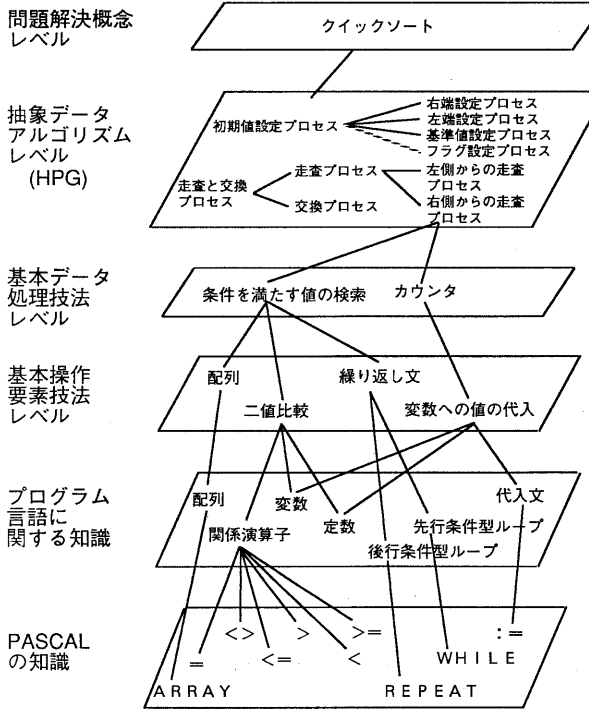 問題解決概念
レベル
クイックソート
抽象データ
アルゴリズム
レベル
(HPG)
初期値設定プロセス
右端設定プロセス
左端設定プロセス
基準値設定プロセス
フラグ設定プロセス
走査と交換
プロセス
走査プロセス
交換プロセス
左側からの走査
プロセス
右側からの走査
プロセス
基本データ
処理技法
レベル
条件を満たす値の検索
カウンタ
基本操作
要素技法
レベル
配列
繰り返し文
二値比較
変数への値の代入
プログラム
言語に
関する知識
配列
変数
代入文
関係演算子
定数
先行条件型ループ
後行条件型ループ
PASCAL
の知識
<> > >= :=
= <= < WHILE
ARRAY REPEAT